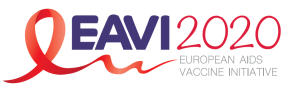 EAVI2020
EUROPEAN AIDS
VACCINE INITIATIVE